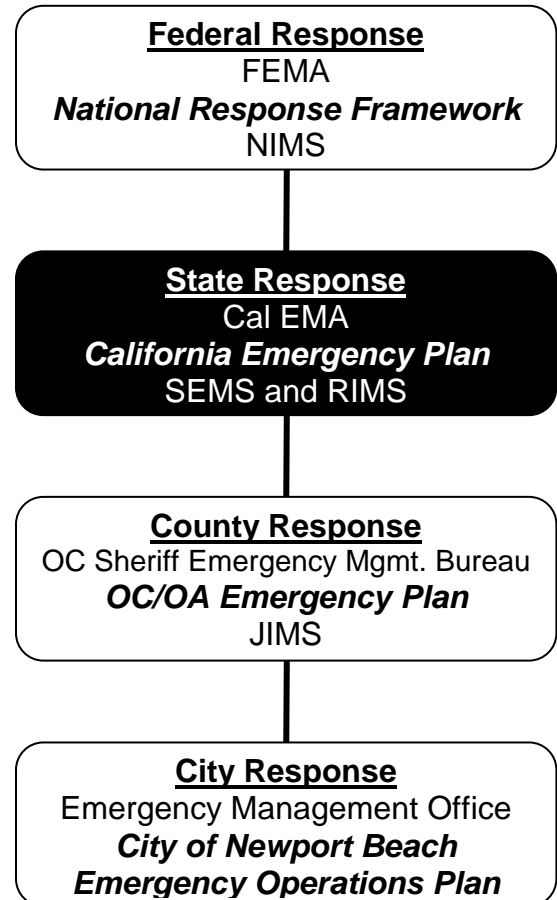 Federal Response
FEMA
National Response Framework
NIMS
State Response
Cal EMA
California Emergency Plan
SEMS and RIMS
County Response
OC Sheriff Emergency Mgmt. Bureau
OC/OA Emergency Plan
JIMS
City Response
Emergency Management Office
City of Newport Beach
Emergency Operations Plan